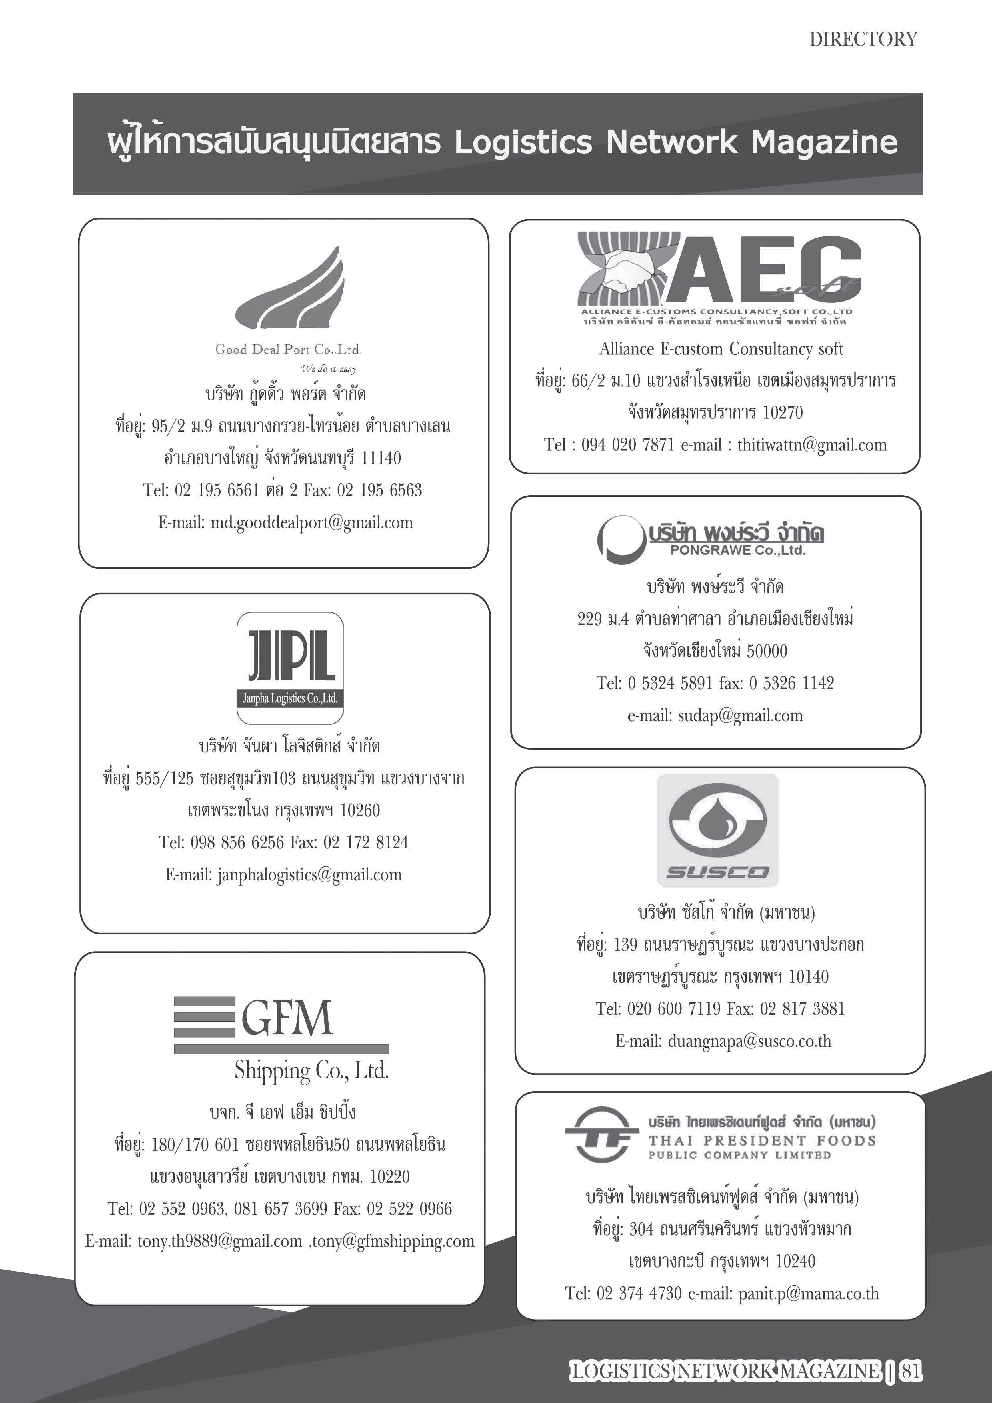 DIRECTORY
ผู้ให้การสนับสนุนนิตยสาร Logistics Network Magazine
Good Deal Port Co.,Ltd.
We do it easy
บริษัท กู้ดดิ้ว พอร์ต จำกัด
ที่อยู่: 95/2 ม.9 ถนนบางกรวย-ไทรน้อย ตำบลบางเลน
อำเภอบางใหญ่ จังหวัดนนทบุรี 11140
Tel: 02 195 6561 ต่อ 2 Fax: 02 195 6563
E-mail: md.gooddealport@gmail.com
JPL
Janpha Logistics Co.,Ltd.
บริษัท จันผา โลจิสติกส์ จำกัด
ที่อยู่ 555/125 ซอยสุขุมวิท103 ถนนสุขุมวิท แขวงบางจาก
เขตพระขโนง กรุงเทพฯ 10260
Tel: 098 856 6256 Fax: 02 172 8124
E-mail: janphalogistics@gmail.com
GFM
Shipping Co., Ltd.
บจก. จี เอฟ เอ็ม ชิปปิ้ง
ที่อยู่: 180/170 601 ซอยพหลโยธิน50 ถนนพหลโยธิน
แขวงอนุเสาวรีย์ เขตบางเขน กทม. 10220
Tel: 02 552 0963, 081 657 3699 Fax: 02 522 0966
E-mail: tony.th9889@gmail.com ,tony@gfmshipping.com
AEC
soft
ALLIANCE E-CUSTOMS CONSULTANCY SOFT CO.,LTD
บริษัท อลิอันซ์ อี-คัสตอมส์ คอนซัลแทนซี่ ซอฟท์ จำกัด
Alliance E-custom Consultancy soft
ที่อยู่: 66/2 ม.10 แขวงสำโรงเหนือ เขตเมืองสมุทรปราการ
จังหวัดสมุทรปราการ 10270
Tel : 094 020 7871 e-mail : thitiwattn@gmail.com
บริษัท พงษ์ระวี จำกัด
PONGRAWE Co.,Ltd.
บริษัท พงษ์ระวี จำกัด
229 ม.4 ตำบลท่าศาลา อำเภอเมืองเชียงใหม่
จังหวัดเชียงใหม่ 50000
Tel: 0 5324 5891 fax: 0 5326 1142
e-mail: sudap@gmail.com
SUSCO
บริษัท ซัสโก้ จำกัด (มหาชน)
ที่อยู่: 139 ถนนราษฎร์บูรณะ แขวงบางปะกอก
เขตราษฎร์บูรณะ กรุงเทพฯ 10140
Tel: 020 600 7119 Fax: 02 817 3881
E-mail: duangnapa@susco.co.th
TF
บริษัท ไทยเพรซิเดนท์ฟูดส์ จำกัด (มหาชน)
THAI PRESIDENT FOODS
PUBLIC COMPANY LIMITED
บริษัท ไทยเพรสซิเดนท์ฟูดส์ จำกัด (มหาชน)
ที่อยู่: 304 ถนนศรีนครินทร์ แขวงหัวหมาก
เขตบางกะปิ กรุงเทพฯ 10240
Tel: 02 374 4730 e-mail: panit.p@mama.co.th
LOGISTICS NETWORK MAGAZINE | 81